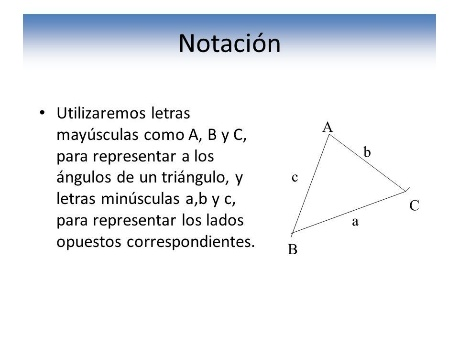 Notación
• Utilizaremos letras
mayúsculas como A, B y C,
para representar a los
ángulos de un triángulo, y
letras minúsculas a,b y c,
para representar los lados
opuestos correspondientes.
A
b
c
C
a
B